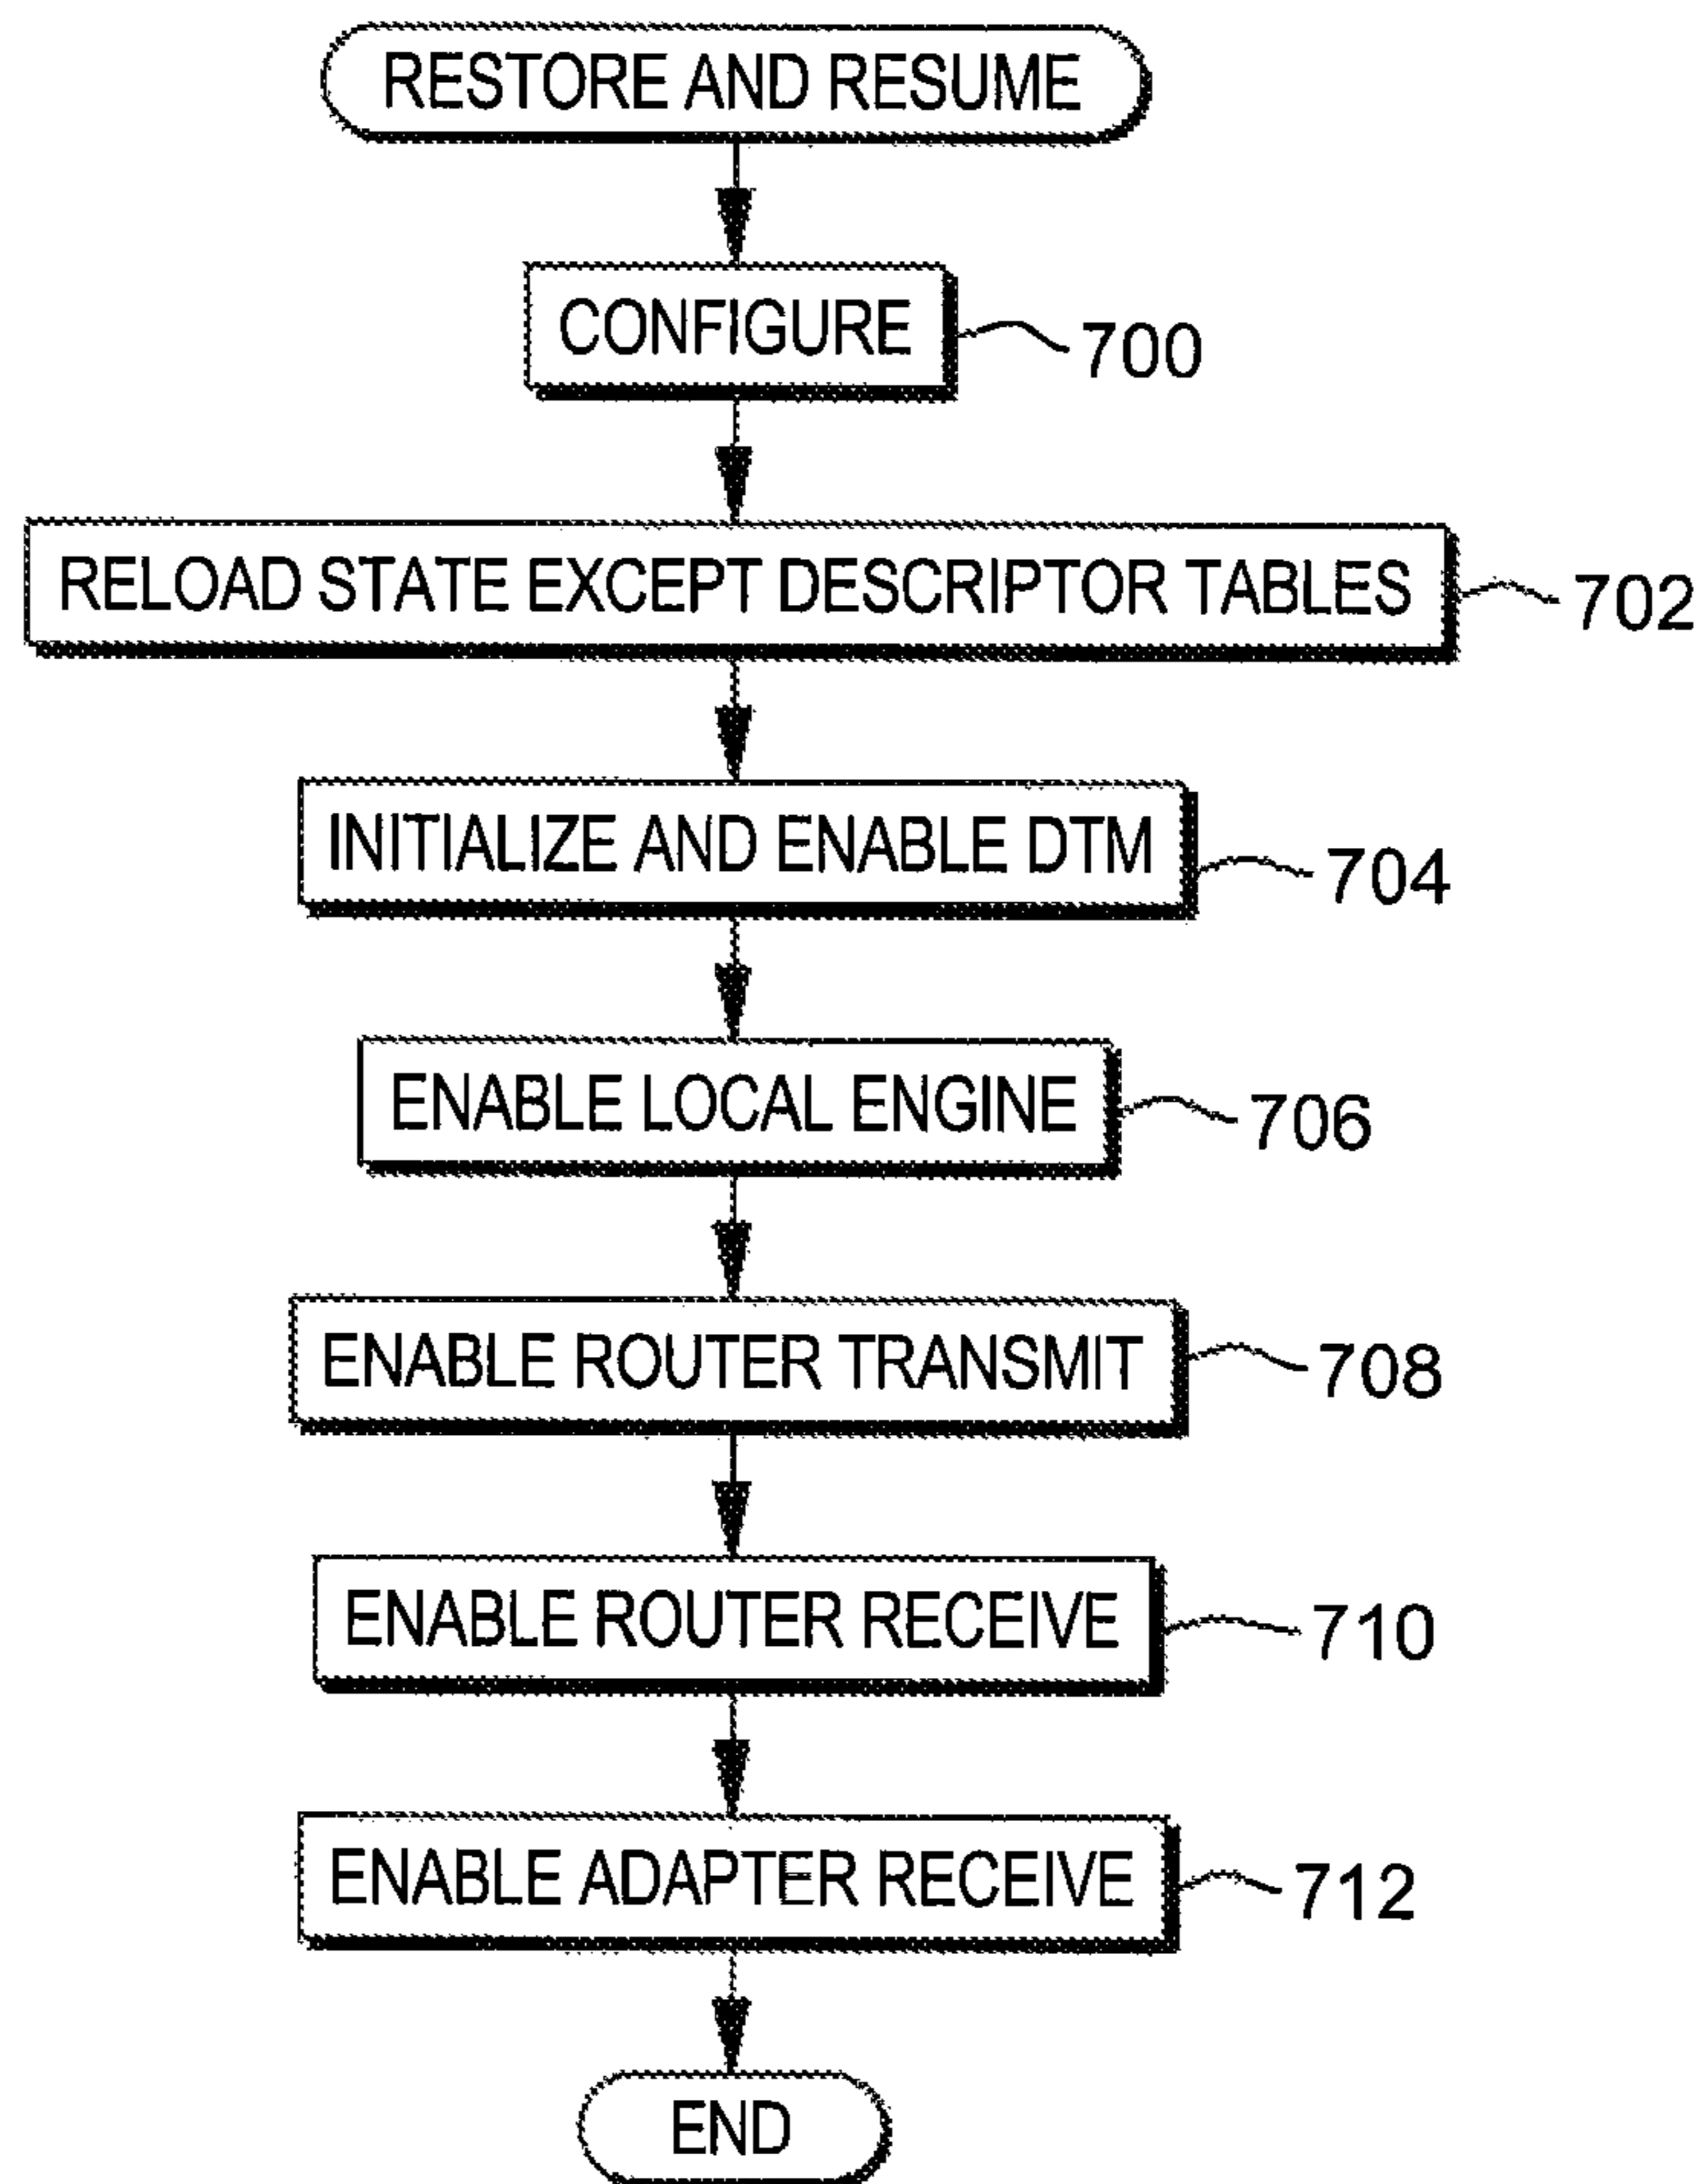 RESTORE AND RESUME
CONFIGURE
700
RELOAD STATE EXCEPT DESCRIPTOR TABLES
702
INITIALIZE AND ENABLE DTM
704
ENABLE LOCAL ENGINE
706
ENABLE ROUTER TRANSMIT
708
ENABLE ROUTER RECEIVE
710
ENABLE ADAPTER RECEIVE
712
END